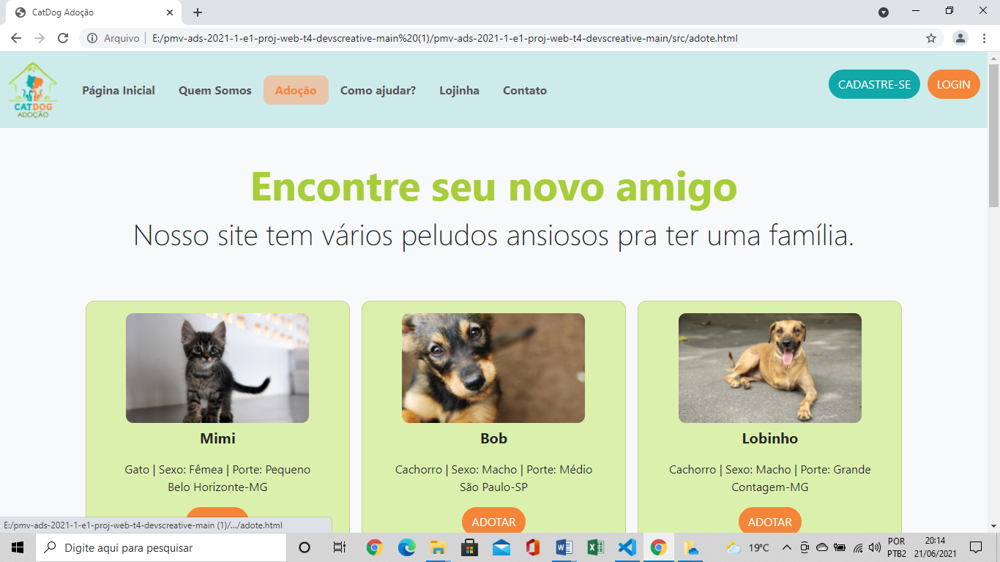 CatDog Adoção
Arquivo | E:/pmv-ads-2021-1-e1-proj-web-t4-devscreative-main%20(1)/pmv-ads-2021-1-e1-proj-web-t4-devscreative-main/src/adote.html
CATDOG
ADOÇÃO
Página Inicial Quem Somos Adoção Como ajudar? Lojinha Contato
CADASTRE-SE LOGIN
Encontre seu novo amigo
Nosso site tem vários peludos ansiosos pra ter uma família.
Mimi
Gato | Sexo: Fêmea | Porte: Pequeno
Belo Horizonte-MG
Bob
Cachorro | Sexo: Macho | Porte: Médio
São Paulo-SP
ADOTAR
Lobinho
Cachorro | Sexo: Macho | Porte: Grande
Contagem-MG
ADOTAR
E:/pmv-ads-2021-1-e1-proj-web-t4-devscreative-main (1)/.../adote.html
Digite aqui para pesquisar
19°C
POR
PTB2
20:14
21/06/2021